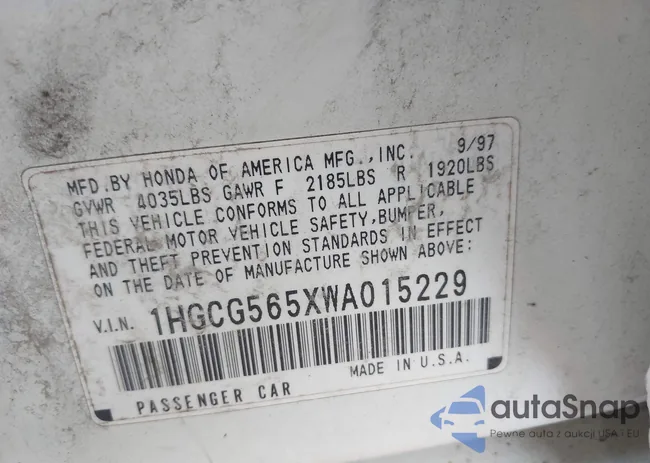 MFD.BY HONDA OF AMERICA MFG.,INC. 9/97
GVWR 4035LBS GAWR F 2185LBS R 1920LBS
THIS VEHICLE CONFORMS TO ALL APPLICABLE
FEDERAL MOTOR VEHICLE SAFETY,BUMPER,
AND THEFT PREVENTION STANDARDS IN EFFECT
ON THE DATE OF MANUFACTURE SHOWN ABOVE:
V.I.N. 1HGCG565XWA015229
PASSENGER CAR MADE IN U.S.A.
autaSnap
Pewne auta z aukcji USA i EU